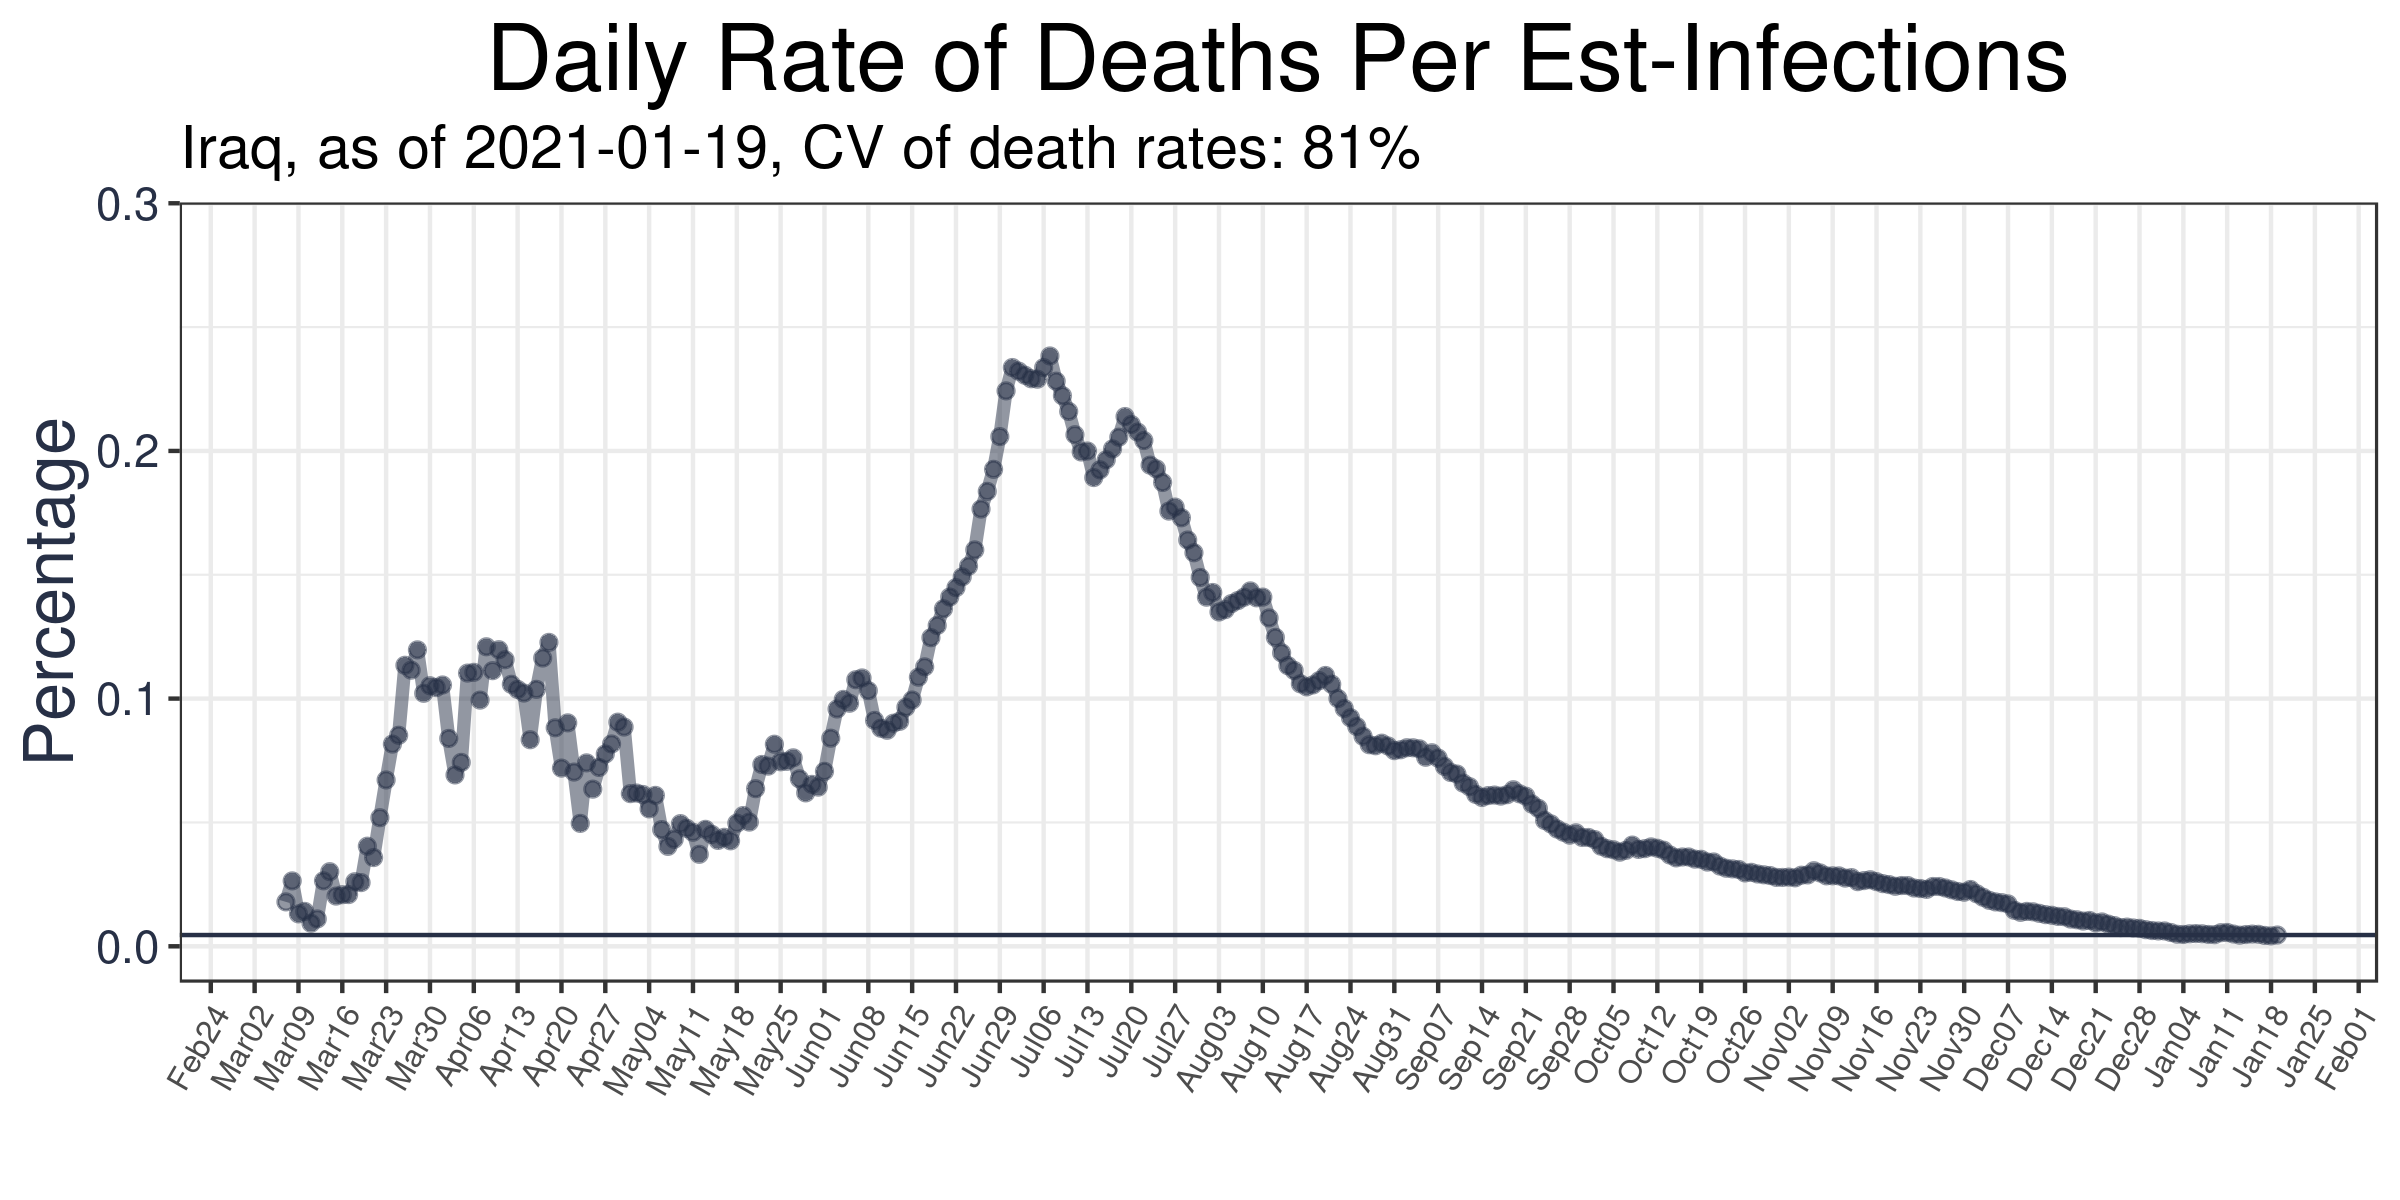 Daily Rate of Deaths Per Est-Infections
Iraq, as of 2021-01-19, CV of death rates: 81%
Percentage
0.3
0.2
0.1
0.0
Feb24
Mar02
Mar09
Mar16
Mar23
Mar30
Apr06
Apr13
Apr20
Apr27
May04
May11
May18
May25
Jun01
Jun08
Jun15
Jun22
Jun29
Jul06
Jul13
Jul20
Jul27
Aug03
Aug10
Aug17
Aug24
Aug31
Sep07
Sep14
Sep21
Sep28
Oct05
Oct12
Oct19
Oct26
Nov02
Nov09
Nov16
Nov23
Nov30
Dec07
Dec14
Dec21
Dec28
Jan04
Jan11
Jan18
Jan25
Feb01